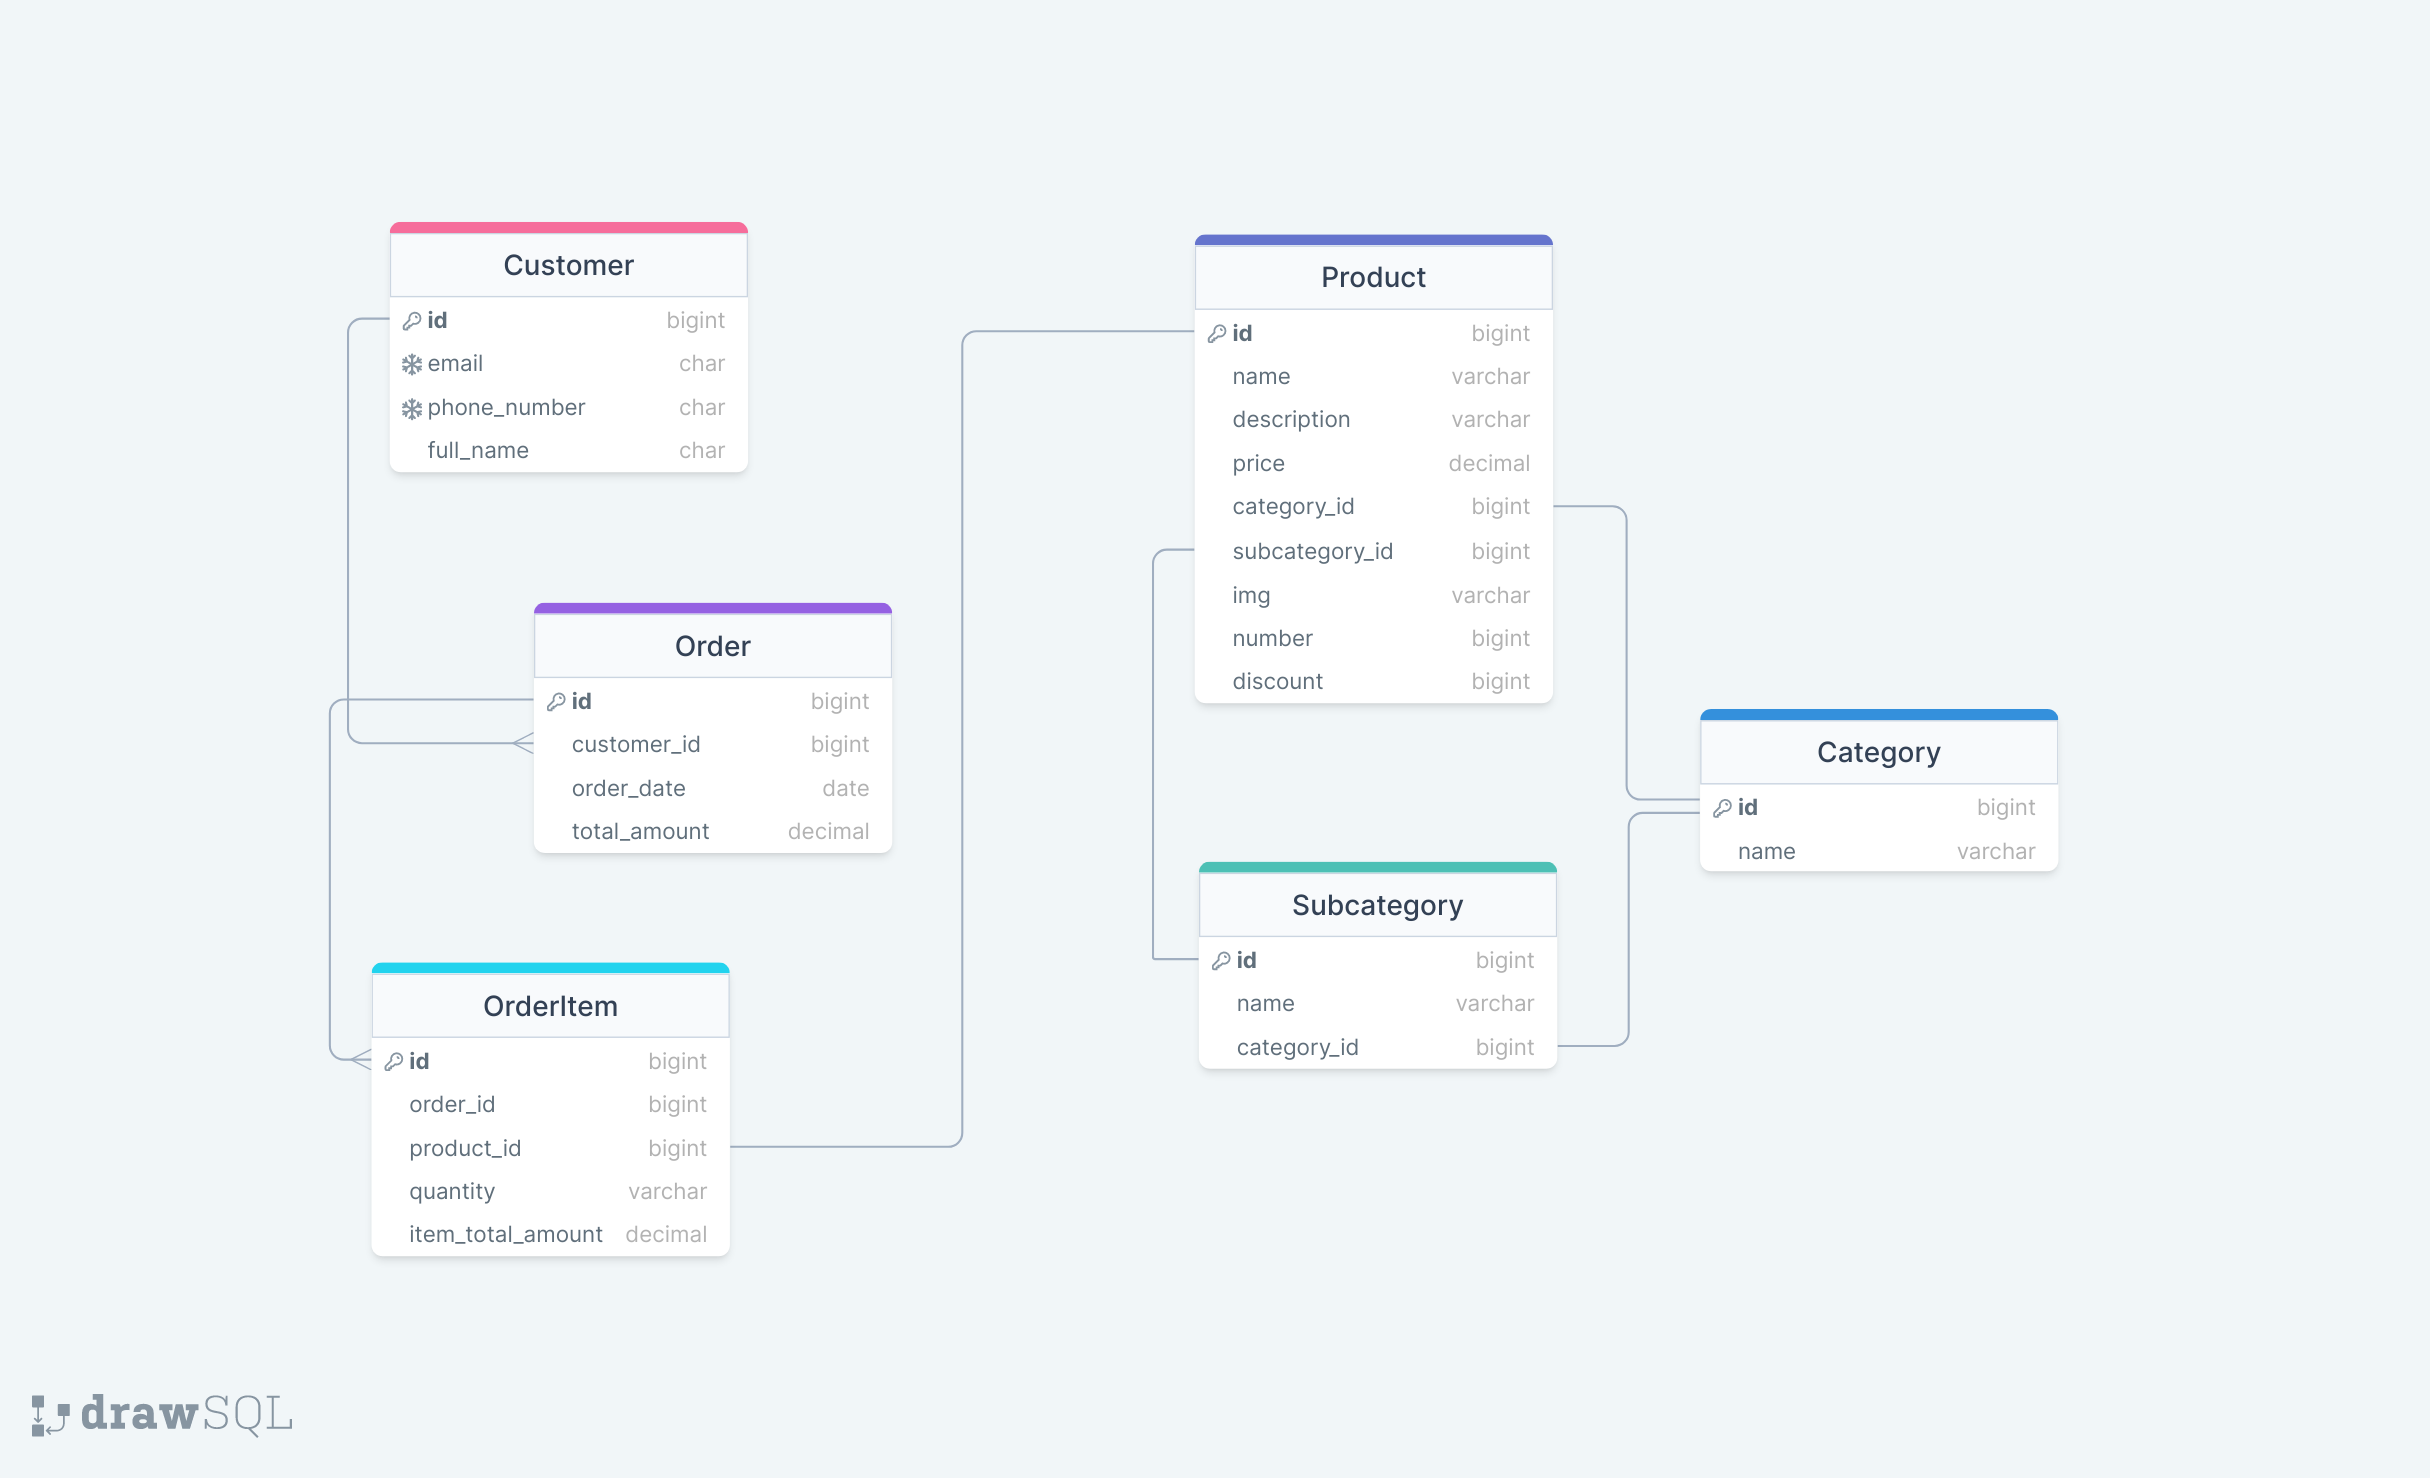 Customer
id bigint
email char
phone_number char
full_name char
Order
id bigint
customer_id bigint
order_date date
total_amount decimal
OrderItem
id bigint
order_id bigint
product_id bigint
quantity varchar
item_total_amount decimal
Product
id bigint
name varchar
description varchar
price decimal
category_id bigint
subcategory_id bigint
img varchar
number bigint
discount bigint
Subcategory
id bigint
name varchar
category_id bigint
Category
id bigint
name varchar
drawSQL